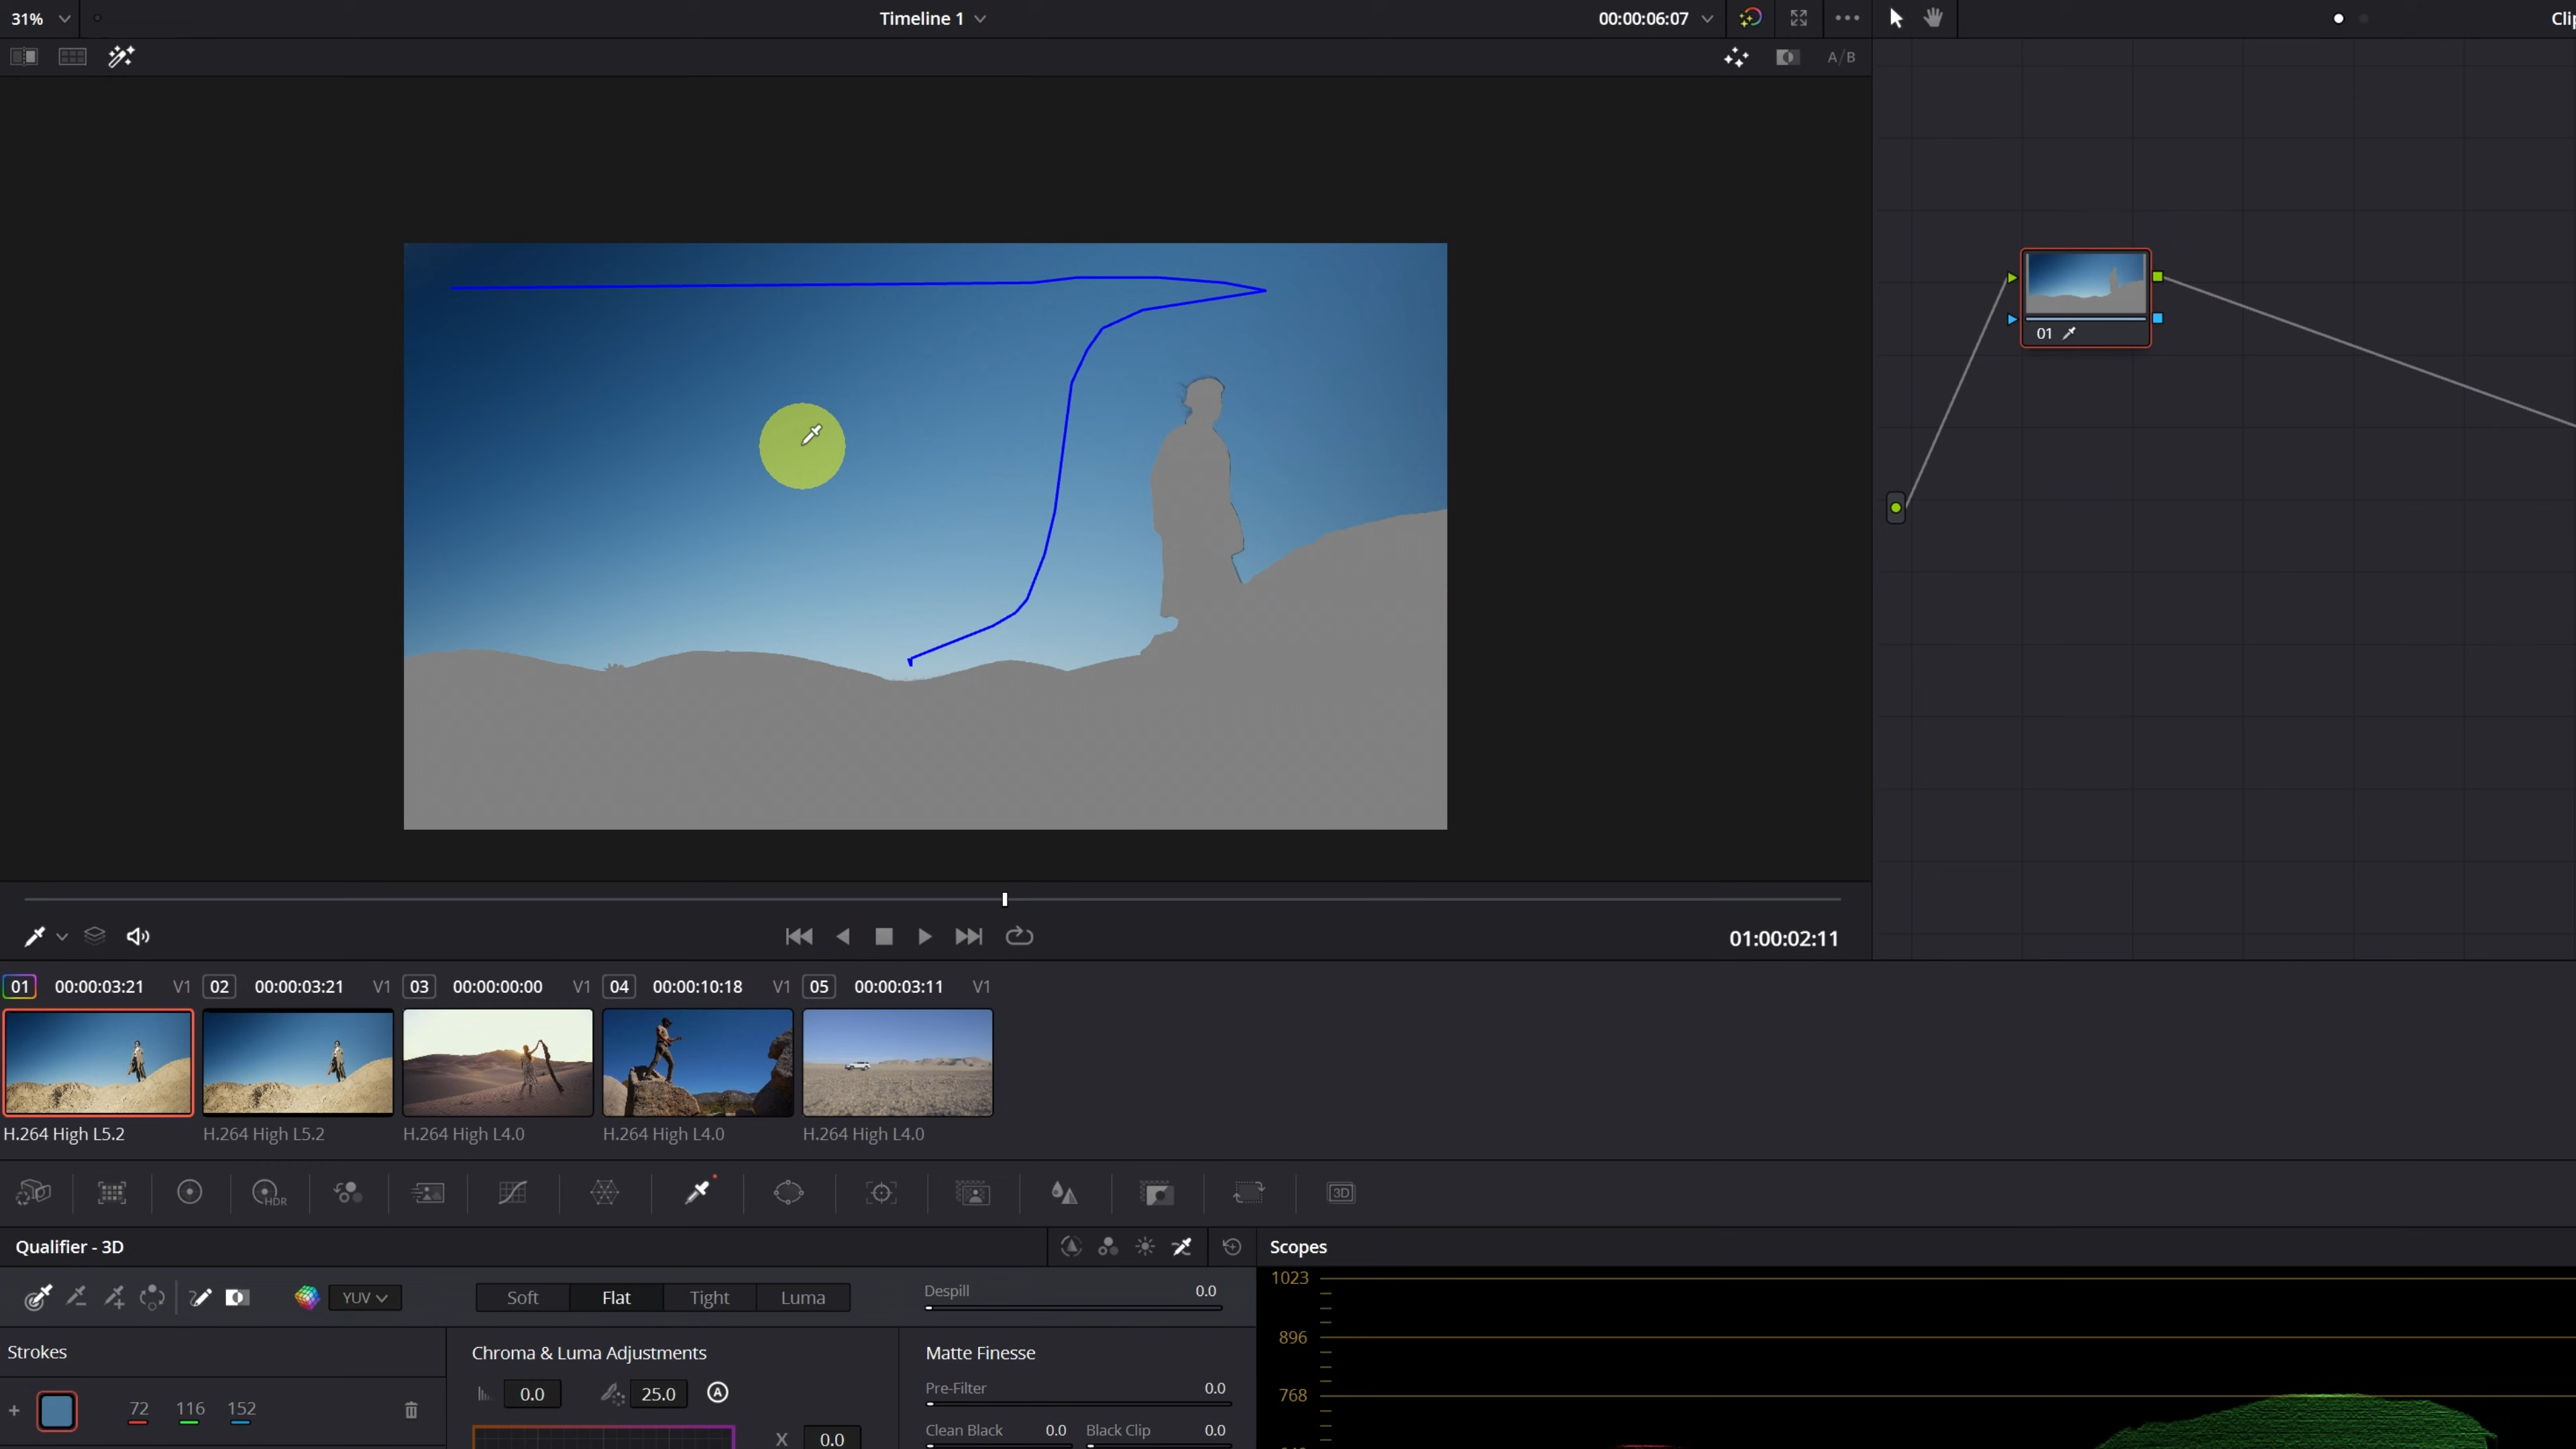 31%
Timeline 1
00:00:06:07
Clip
A/B
01
01:00:02:11
01 00:00:03:21 V1 02 00:00:03:21 V1 03 00:00:00:00 V1 04 00:00:10:18 V1 05 00:00:03:11 V1
H.264 High L5.2 H.264 High L5.2 H.264 High L4.0 H.264 High L4.0 H.264 High L4.0
HDR
3D
Qualifier - 3D
Scopes
YUV
Soft Flat Tight Luma
Despill 0.0
1023
896
768
Strokes
Chroma & Luma Adjustments
Matte Finesse
72 116 152
0.0 25.0 A
Pre-Filter 0.0
X 0.0
Clean Black 0.0 Black Clip 0.0